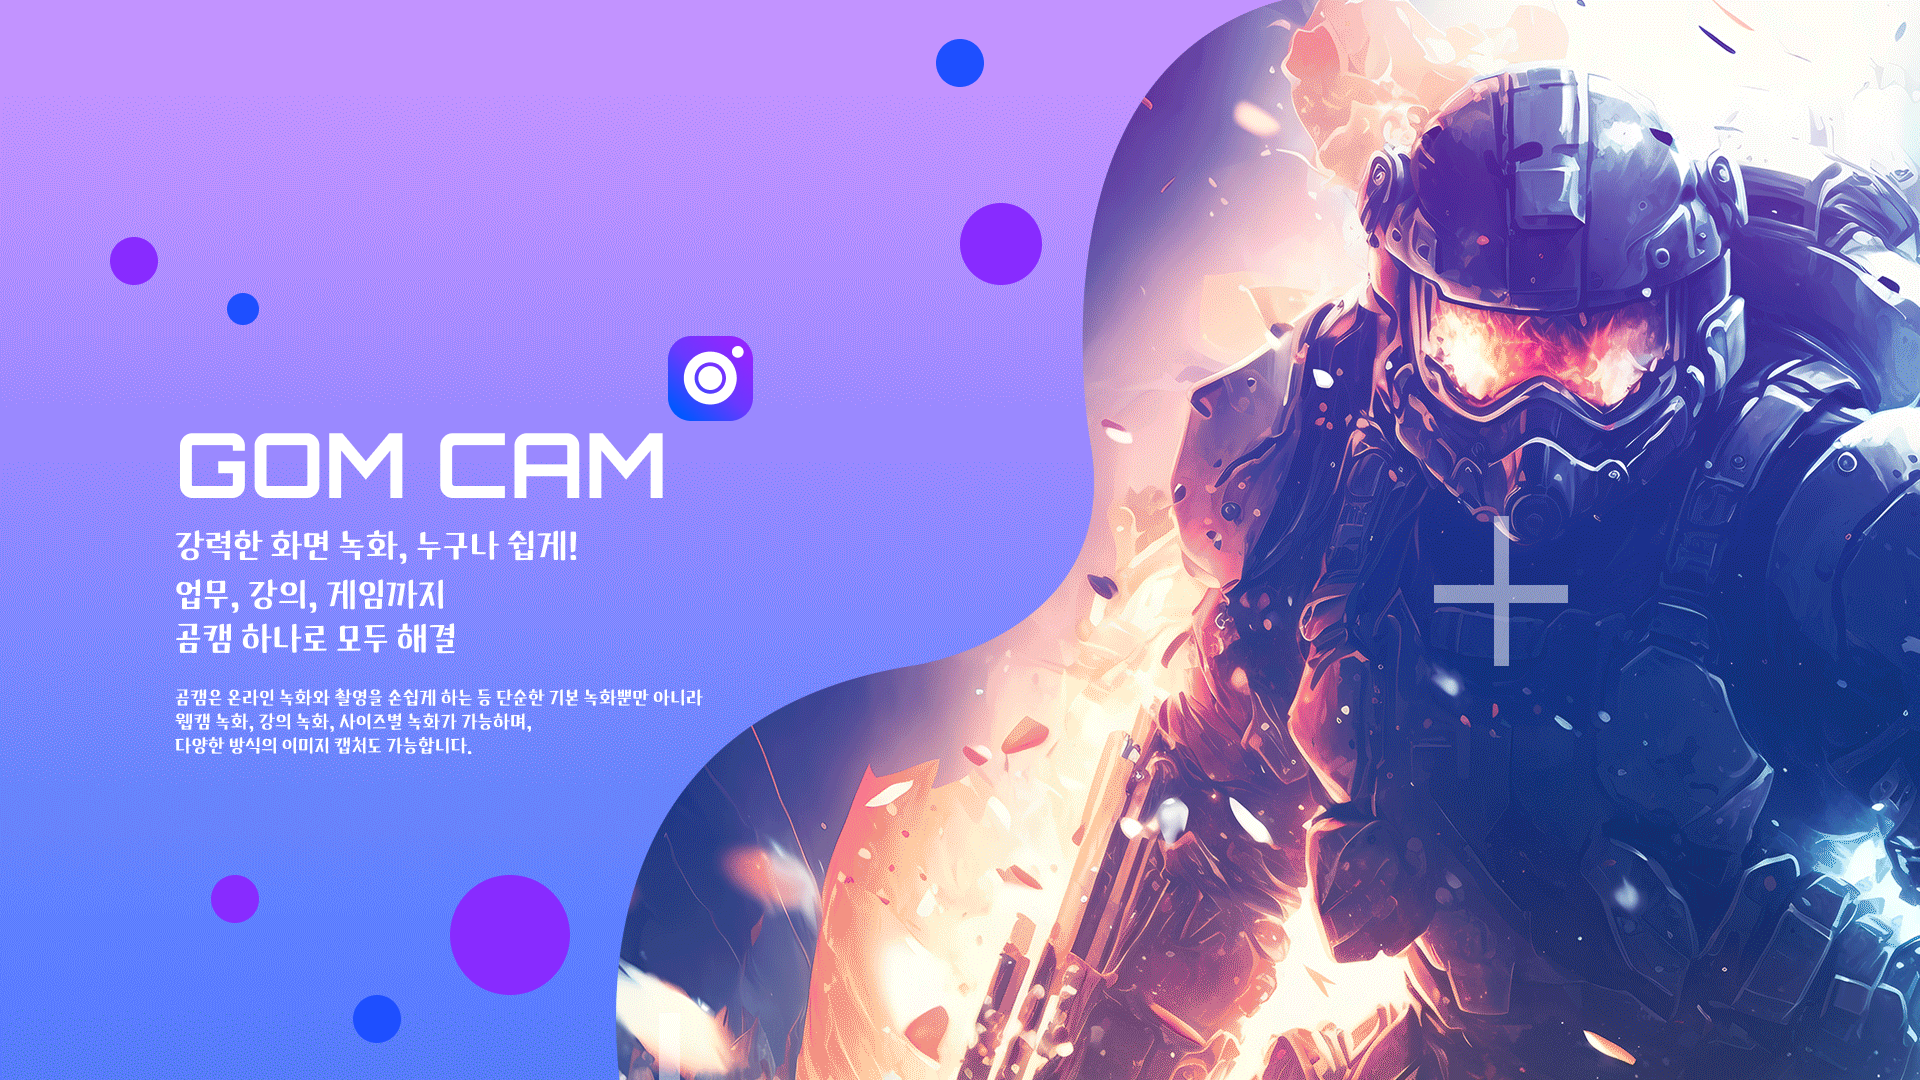 GOM CAM
강력한 화면 녹화, 누구나 쉽게!
업무, 강의, 게임까지
곰캠 하나로 모두 해결
곰캠은 온라인 녹화와 촬영을 손쉽게 하는 등 단순한 기본 녹화뿐만 아니라
웹캠 녹화, 강의 녹화, 사이즈별 녹화가 가능하며,
다양한 방식의 이미지 캡처도 가능합니다.